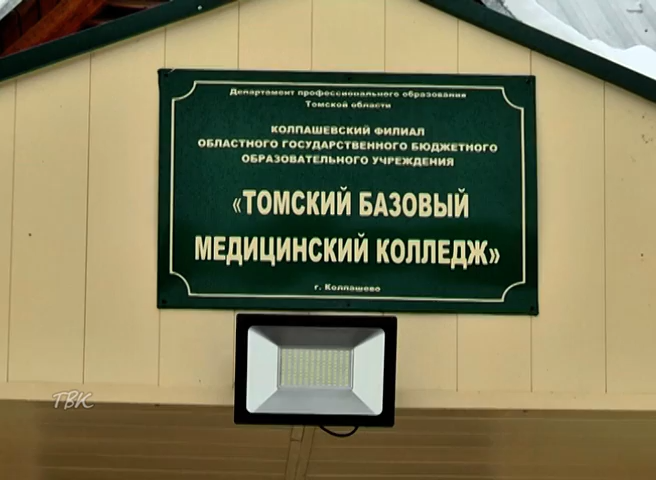 Департамент профессионального образования
Томской области
КОЛПАШЕВСКИЙ ФИЛИАЛ
ОБЛАСТНОГО ГОСУДАРСТВЕННОГО БЮДЖЕТНОГО
ОБРАЗОВАТЕЛЬНОГО УЧРЕЖДЕНИЯ
«ТОМСКИЙ БАЗОВЫЙ
МЕДИЦИНСКИЙ КОЛЛЕДЖ»
г. Колпашево
ТВК